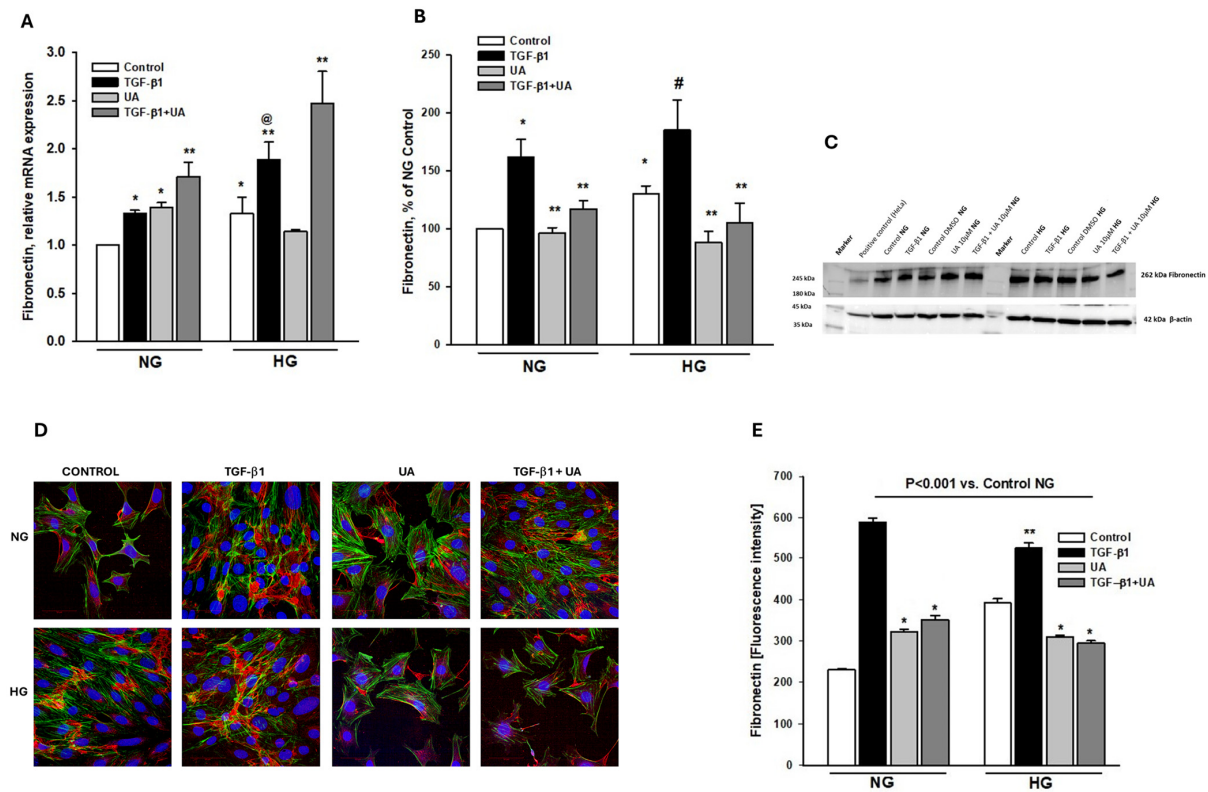 A
Fibronectin, relative mRNA expression
3.0
2.5
2.0
1.5
1.0
0.5
0.0
Control
TGF-β1
UA
TGF-β1+UA
*
*
**
*
@
**
**
NG
HG
B
Fibronectin, % of NG Control
250
200
150
100
50
0
Control
TGF-β1
UA
TGF-β1+UA
*
**
**
*
#
**
**
NG
HG
C
Marker
Positive control (HeLa)
Control NG
TGF-β1 NG
Control DMSO NG
UA 10µM NG
TGF-β1 + UA 10µM NG
Marker
Control HG
TGF-β1 HG
Control DMSO HG
UA 10µM HG
TGF-β1 + UA 10µM HG
245 kDa
180 kDa
45 kDa
35 kDa
262 kDa Fibronectin
42 kDa β-actin
D
CONTROL
TGF-β1
UA
TGF-β1 + UA
NG
HG
E
Fibronectin [Fluorescence intensity]
700
600
500
400
300
200
100
0
P<0.001 vs. Control NG
Control
TGF-β1
UA
TGF–β1+UA
*
*
**
*
*
NG
HG